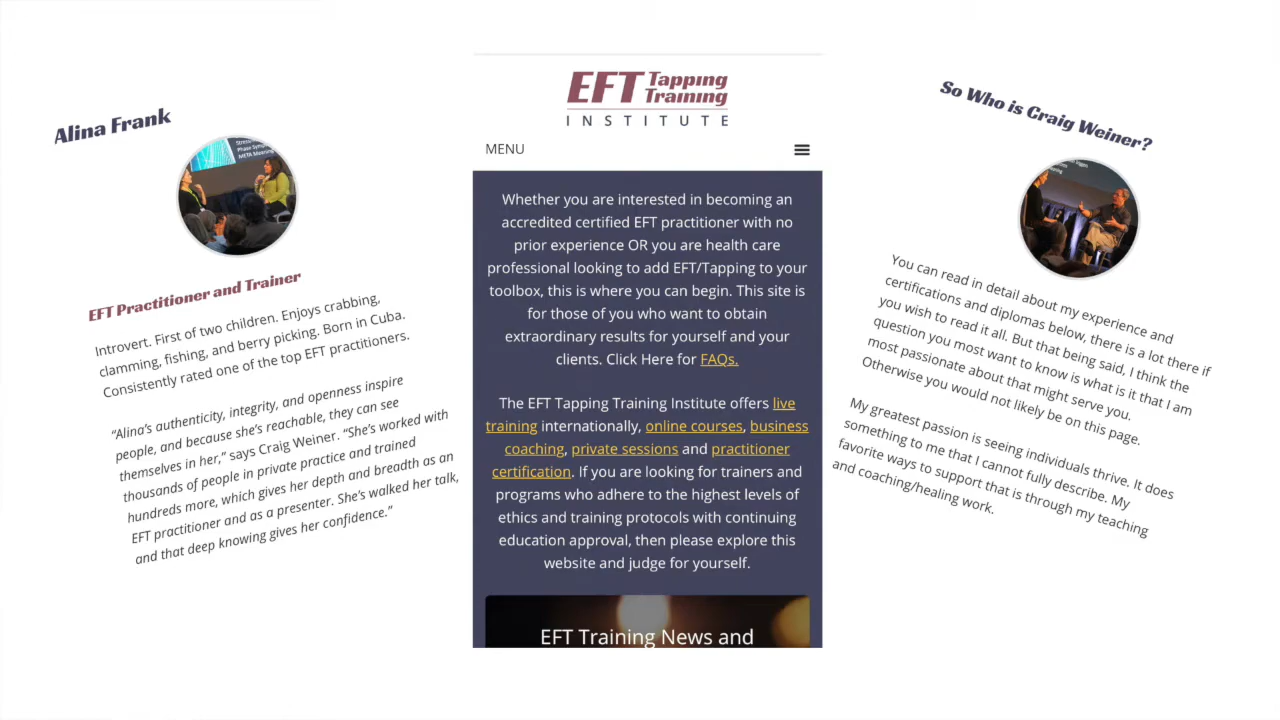 Alina Frank
EFT Practitioner and Trainer
Introvert. First of two children. Enjoys crabbing,
clamming, fishing, and berry picking. Born in Cuba.
Consistently rated one of the top EFT practitioners.
“Alina’s authenticity, integrity, and openness inspire
people, and because she’s reachable, they can see
themselves in her,” says Craig Weiner. “She’s worked with
thousands of people in private practice and trained
hundreds more, which gives her depth and breadth as an
EFT practitioner and as a presenter. She’s walked her talk,
and that deep knowing gives her confidence.”
EFT Tapping
Training
INSTITUTE
MENU
Whether you are interested in becoming an
accredited certified EFT practitioner with no
prior experience OR you are health care
professional looking to add EFT/Tapping to your
toolbox, this is where you can begin. This site is
for those of you who want to obtain
extraordinary results for yourself and your
clients. Click Here for FAQs.
The EFT Tapping Training Institute offers live
training internationally, online courses, business
coaching, private sessions and practitioner
certification. If you are looking for trainers and
programs who adhere to the highest levels of
ethics and training protocols with continuing
education approval, then please explore this
website and judge for yourself.
EFT Training News and
So Who is Craig Weiner?
You can read in detail about my experience and
certifications and diplomas below, there is a lot there if
you wish to read it all. But that being said, I think the
question you most want to know is what is it that I am
most passionate about that might serve you.
Otherwise you would not likely be on this page.
My greatest passion is seeing individuals thrive. It does
something to me that I cannot fully describe. My
favorite ways to support that is through my teaching
and coaching/healing work.